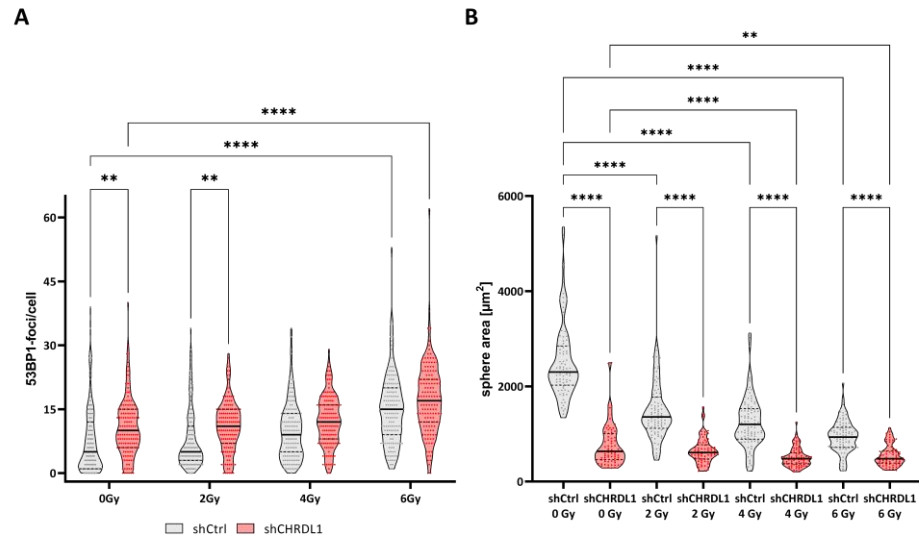 A
B
**
****
****
****
****
****
****
**
**
****
****
****
****
6000
60
4000
45
30
2000
15
0
0
53BP1-foci/cell
sphere area [µm²]
0Gy
2Gy
4Gy
6Gy
shCtrl shCHRDL1
shCtrl shCHRDL1 shCtrl shCHRDL1 shCtrl shCHRDL1 shCtrl shCHRDL1
0 Gy 0 Gy 2 Gy 2 Gy 4 Gy 4 Gy 6 Gy 6 Gy